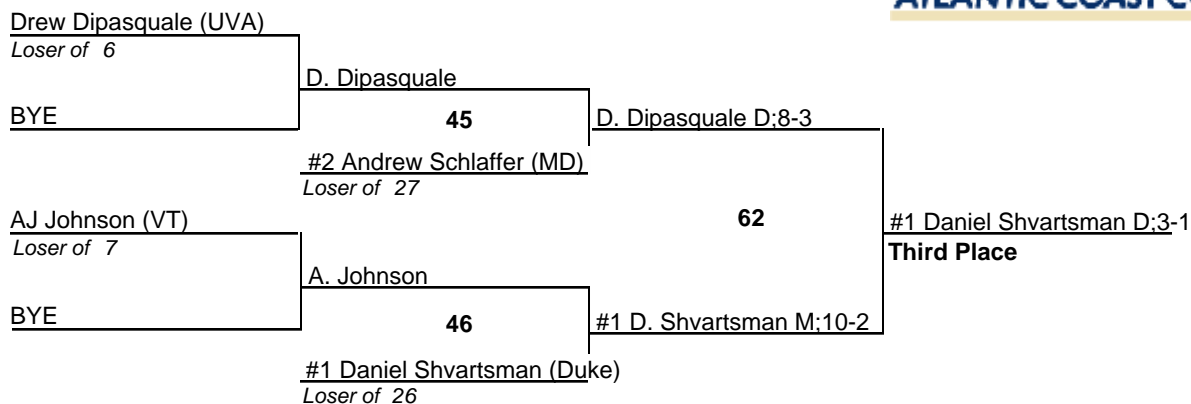 ATLANTIC COAST
Drew Dipasquale (UVA)
Loser of 6
D. Dipasquale
BYE
45
D. Dipasquale D;8-3
#2 Andrew Schlaffer (MD)
Loser of 27
AJ Johnson (VT)
62
#1 Daniel Shvartsman D;3-1
Loser of 7
Third Place
A. Johnson
BYE
46
#1 D. Shvartsman M;10-2
#1 Daniel Shvartsman (Duke)
Loser of 26